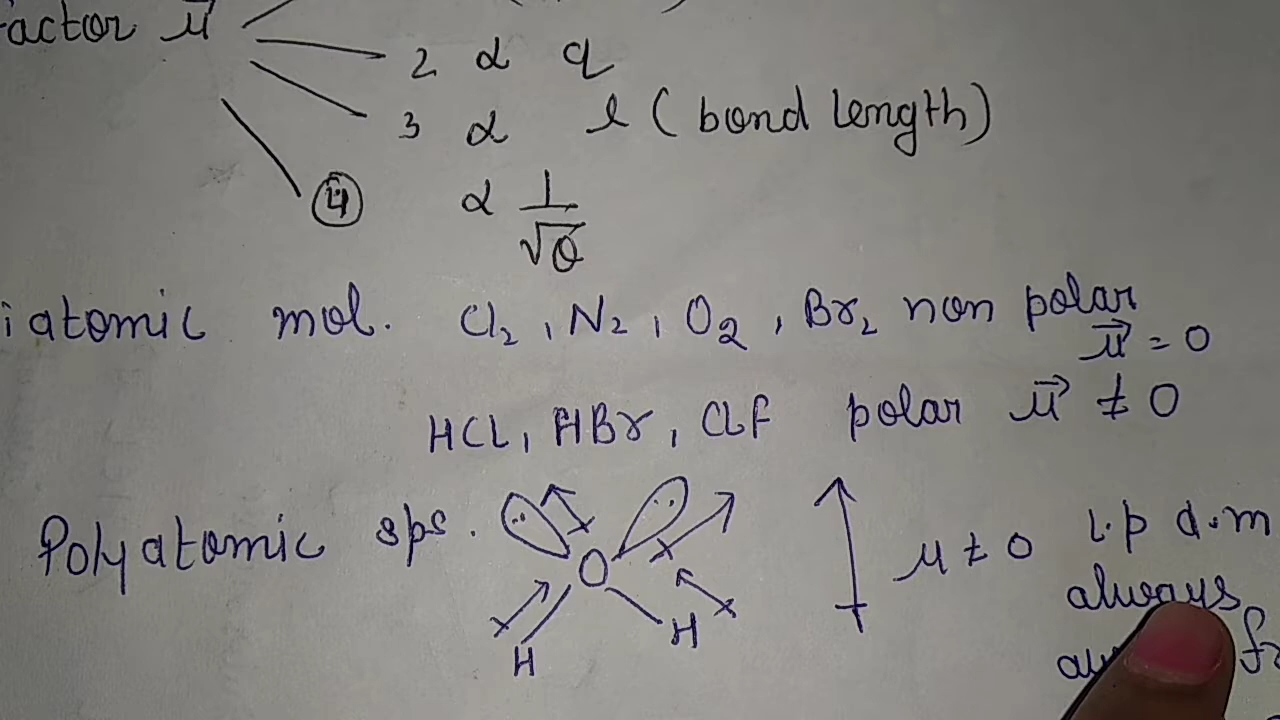 actor μ⃗
2 α q
3 α l (bond length)
④ α 1/√θ
iatomic mol. Cl₂, N₂, O₂, Br₂ non polar
μ⃗ = 0
HCL, HBr, CLF polar μ⃗ ≠ 0
Polyatomic sps.
O
H H
μ ≠ 0 l.p d.m
always